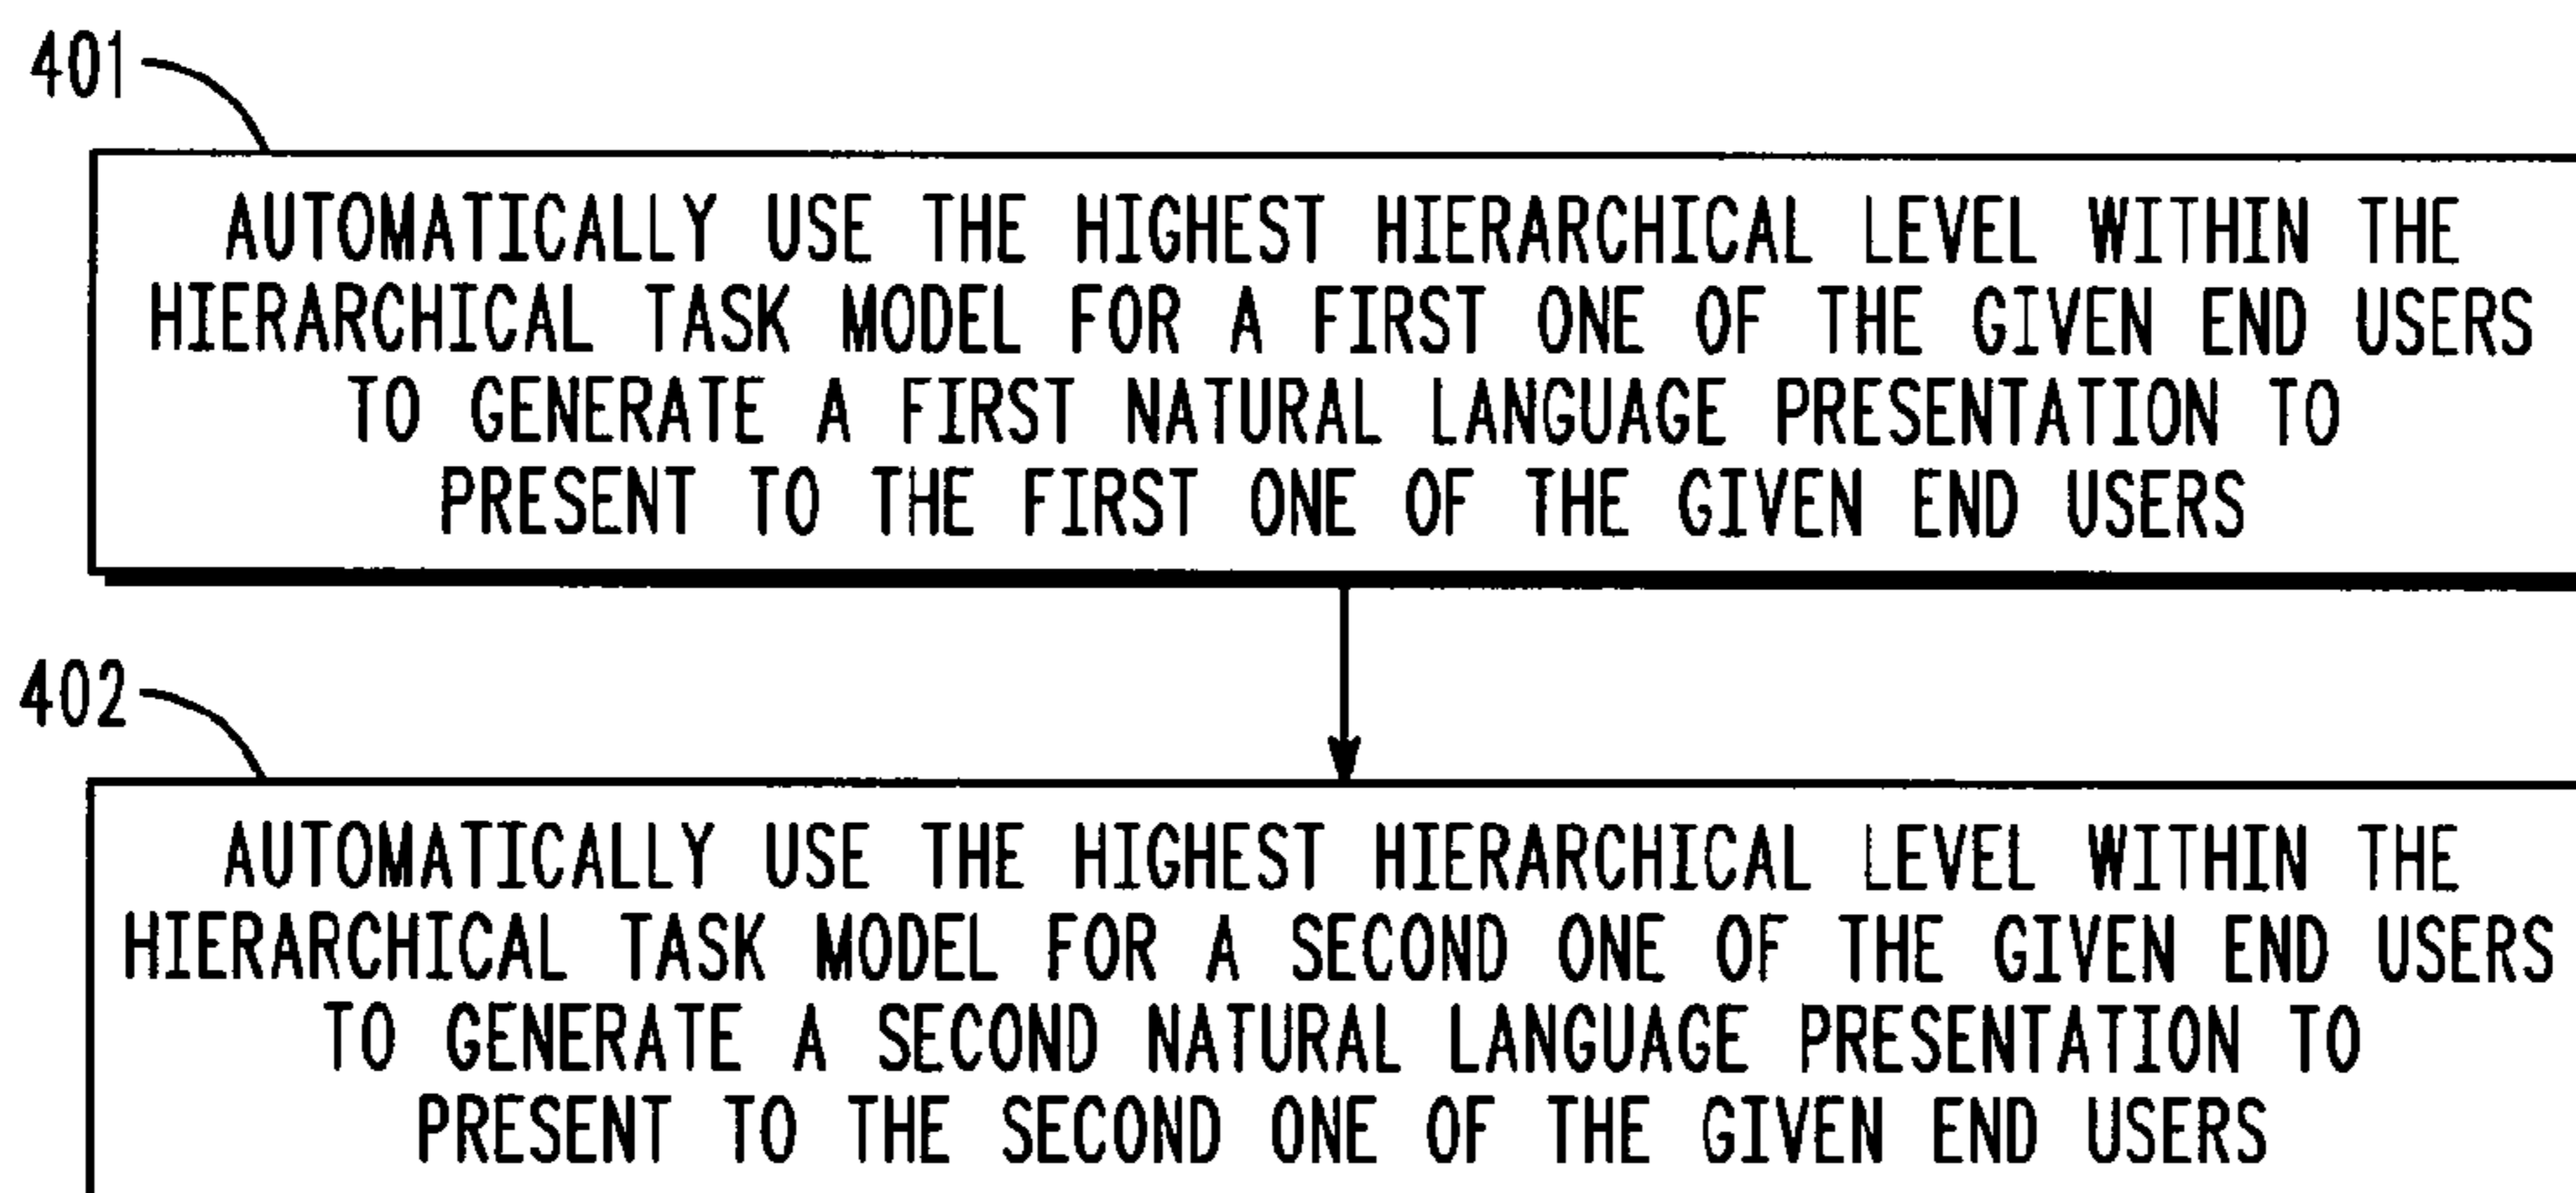 401
AUTOMATICALLY USE THE HIGHEST HIERARCHICAL LEVEL WITHIN THE
HIERARCHICAL TASK MODEL FOR A FIRST ONE OF THE GIVEN END USERS
TO GENERATE A FIRST NATURAL LANGUAGE PRESENTATION TO
PRESENT TO THE FIRST ONE OF THE GIVEN END USERS
402
AUTOMATICALLY USE THE HIGHEST HIERARCHICAL LEVEL WITHIN THE
HIERARCHICAL TASK MODEL FOR A SECOND ONE OF THE GIVEN END USERS
TO GENERATE A SECOND NATURAL LANGUAGE PRESENTATION TO
PRESENT TO THE SECOND ONE OF THE GIVEN END USERS